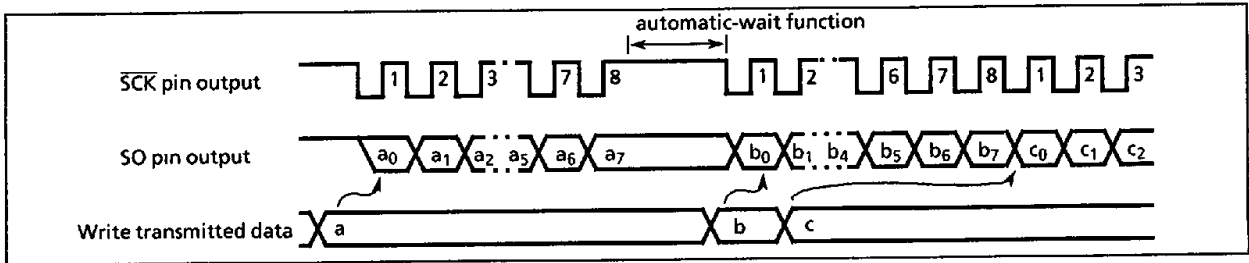 automatic-wait function
SCK pin output 1 2 3 7 8 1 2 6 7 8 1 2 3
SO pin output a0 a1 a2 a5 a6 a7 b0 b1 b4 b5 b6 b7 c0 c1 c2
Write transmitted data a b c